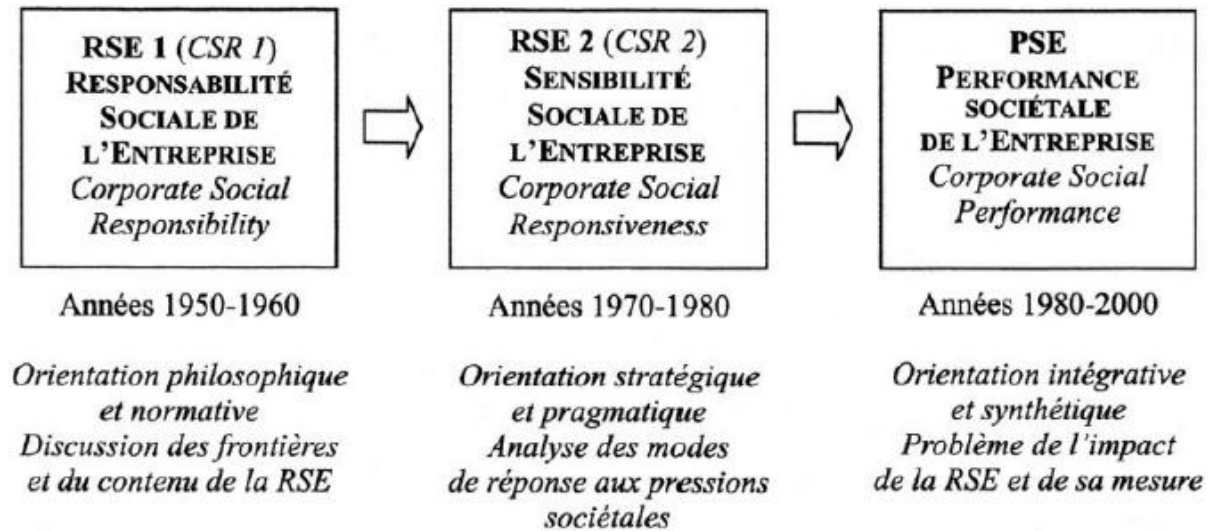 RSE 1 (CSR 1)
RESPONSABILITÉ
SOCIALE DE
L'ENTREPRISE
Corporate Social
Responsibility
Années 1950-1960
Orientation philosophique
et normative
Discussion des frontières
et du contenu de la RSE
RSE 2 (CSR 2)
SENSIBILITÉ
SOCIALE DE
L'ENTREPRISE
Corporate Social
Responsiveness
Années 1970-1980
Orientation stratégique
et pragmatique
Analyse des modes
de réponse aux pressions
sociétales
PSE
PERFORMANCE
SOCIÉTALE
DE L'ENTREPRISE
Corporate Social
Performance
Années 1980-2000
Orientation intégrative
et synthétique
Problème de l'impact
de la RSE et de sa mesure